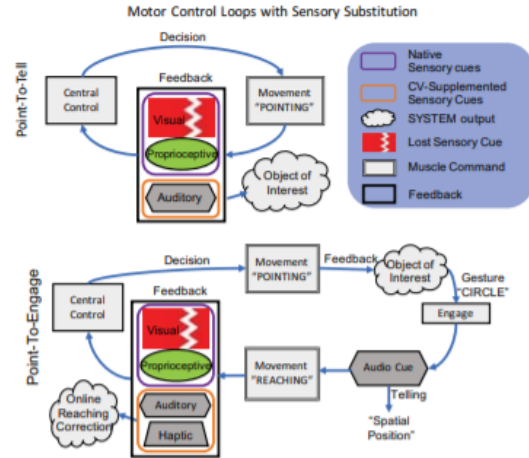 Motor Control Loops with Sensory Substitution
Point-To-Tell
Decision
Central
Control
Feedback
Visual
Proprioceptive
Auditory
Movement
"POINTING"
Object of
Interest
Native
Sensory cues
CV-Supplemented
Sensory Cues
SYSTEM output
Lost Sensory Cue
Muscle Command
Feedback
Point-To-Engage
Decision
Central
Control
Feedback
Visual
Proprioceptive
Auditory
Haptic
Online
Reaching
Correction
Movement
"POINTING"
Feedback
Object of
Interest
Gesture
"CIRCLE"
Engage
Audio Cue
Movement
"REACHING"
Telling
"Spatial
Position"